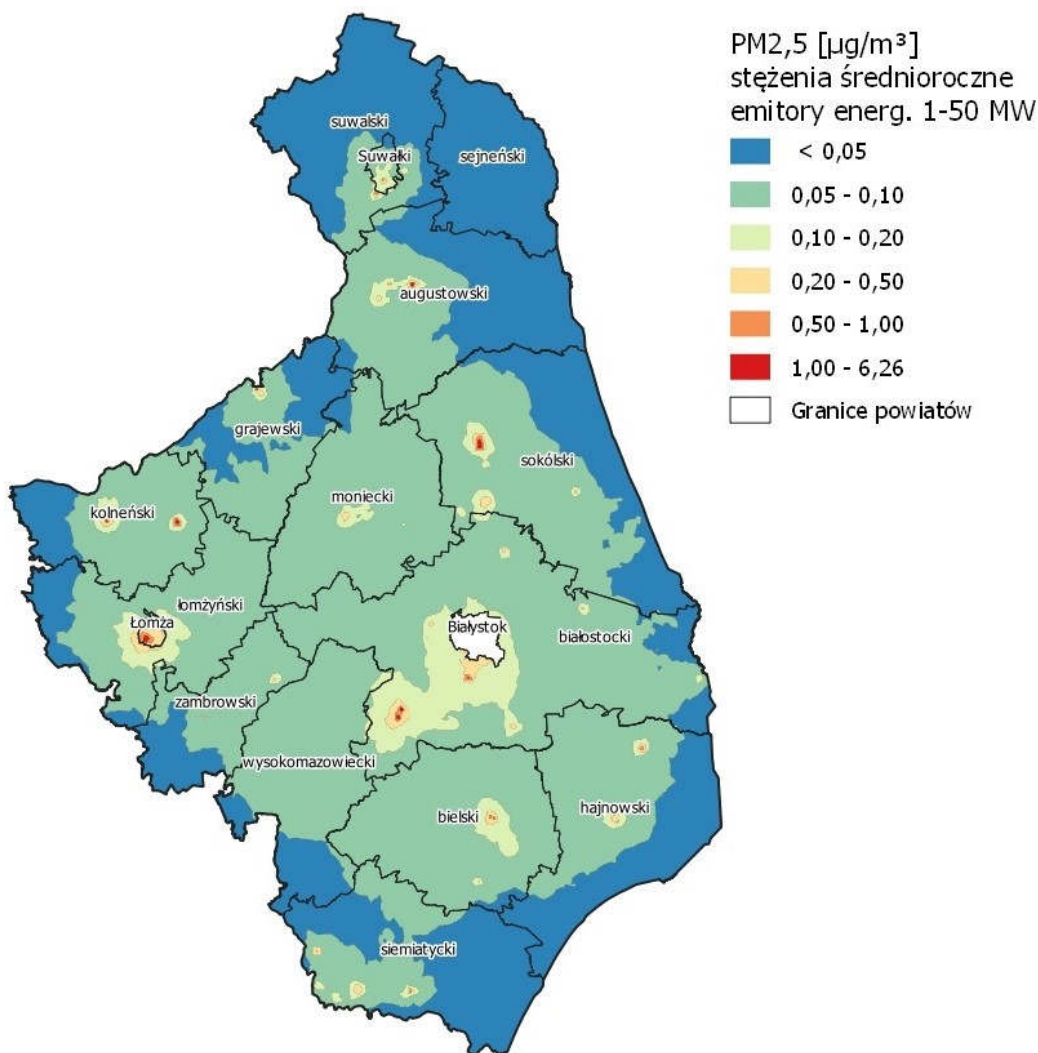 PM2,5 [µg/m³]
stężenia średnioroczne
emitory energ. 1-50 MW
< 0,05
0,05 - 0,10
0,10 - 0,20
0,20 - 0,50
0,50 - 1,00
1,00 - 6,26
Granice powiatów
suwalski
Suwałki
sejneński
augustowski
grajewski
sokólski
kolneński
moniecki
łomżyński
Łomża
Białystok
białostocki
zambrowski
wysokomazowiecki
bielski
hajnowski
siemiatycki